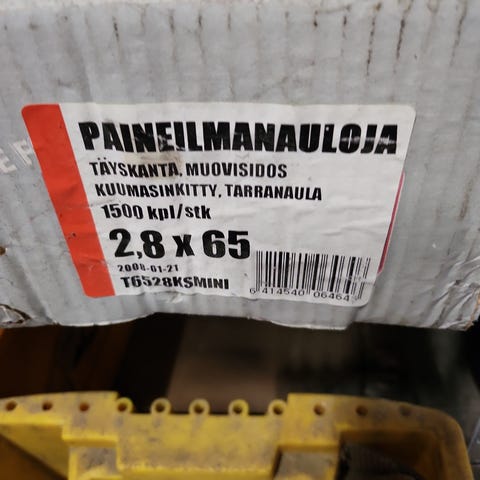 PAINEILMANAULOJA
TÄYSKANTA, MUOVISIDOS
KUUMASINKITTY, TARRANAULA
1500 kpl/stk
2,8 x 65
2008-01-21
T6528KSMINI
6 414540 06464